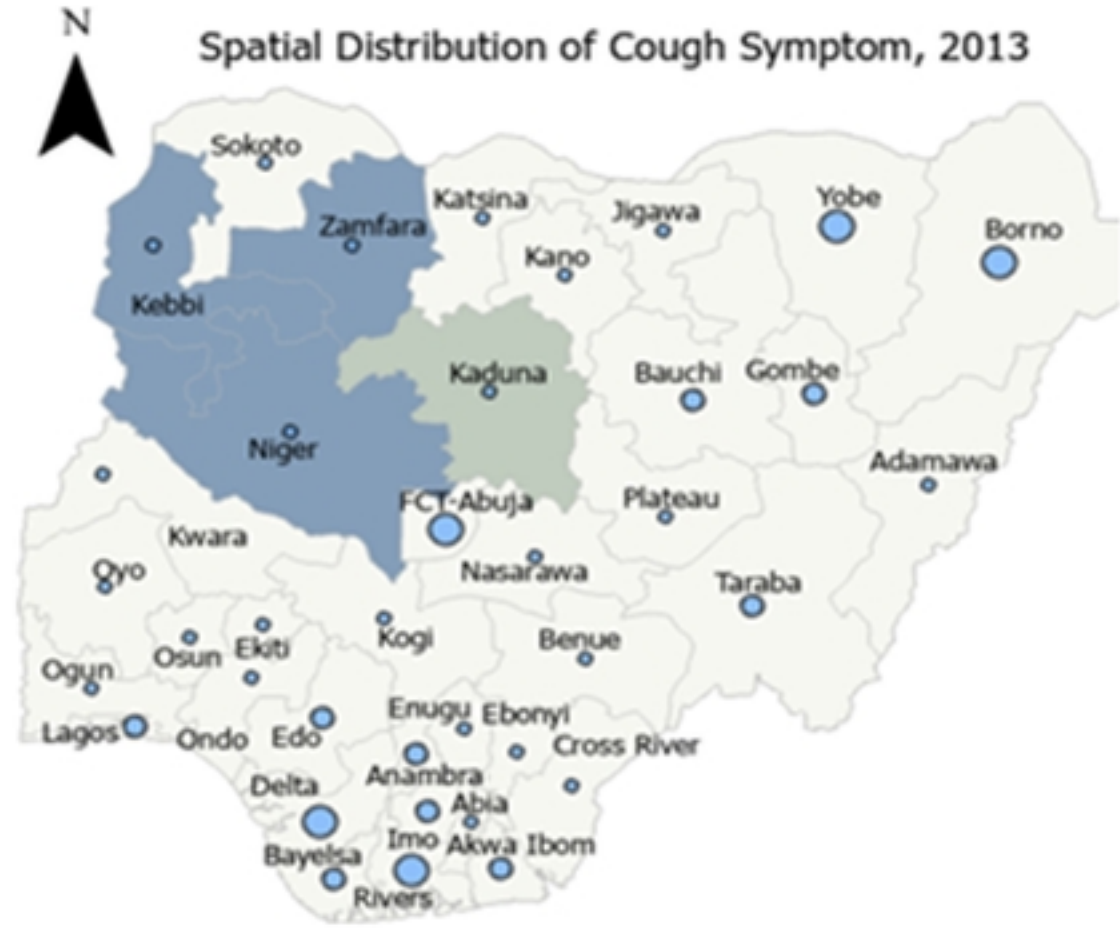 N
Spatial Distribution of Cough Symptom, 2013
Sokoto
Katsina
Yobe
Zamfara
Jigawa
Borno
Kano
Kebbi
Kaduna
Bauchi
Gombe
Niger
Adamawa
FCT-Abuja
Plateau
Kwara
Oyo
Nasarawa
Taraba
Osun
Ekiti
Kogi
Benue
Ogun
Enugu
Ebonyi
Lagos
Ondo
Edo
Cross River
Delta
Anambra
Abia
Imo
Akwa Ibom
Bayelsa
Rivers